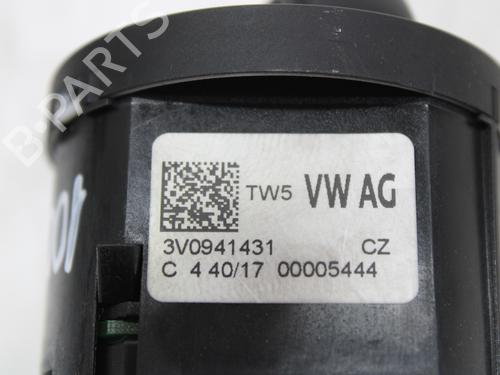 B-PARTS
TW5 VW AG
3V0941431 CZ
C 4 40/17 00005444